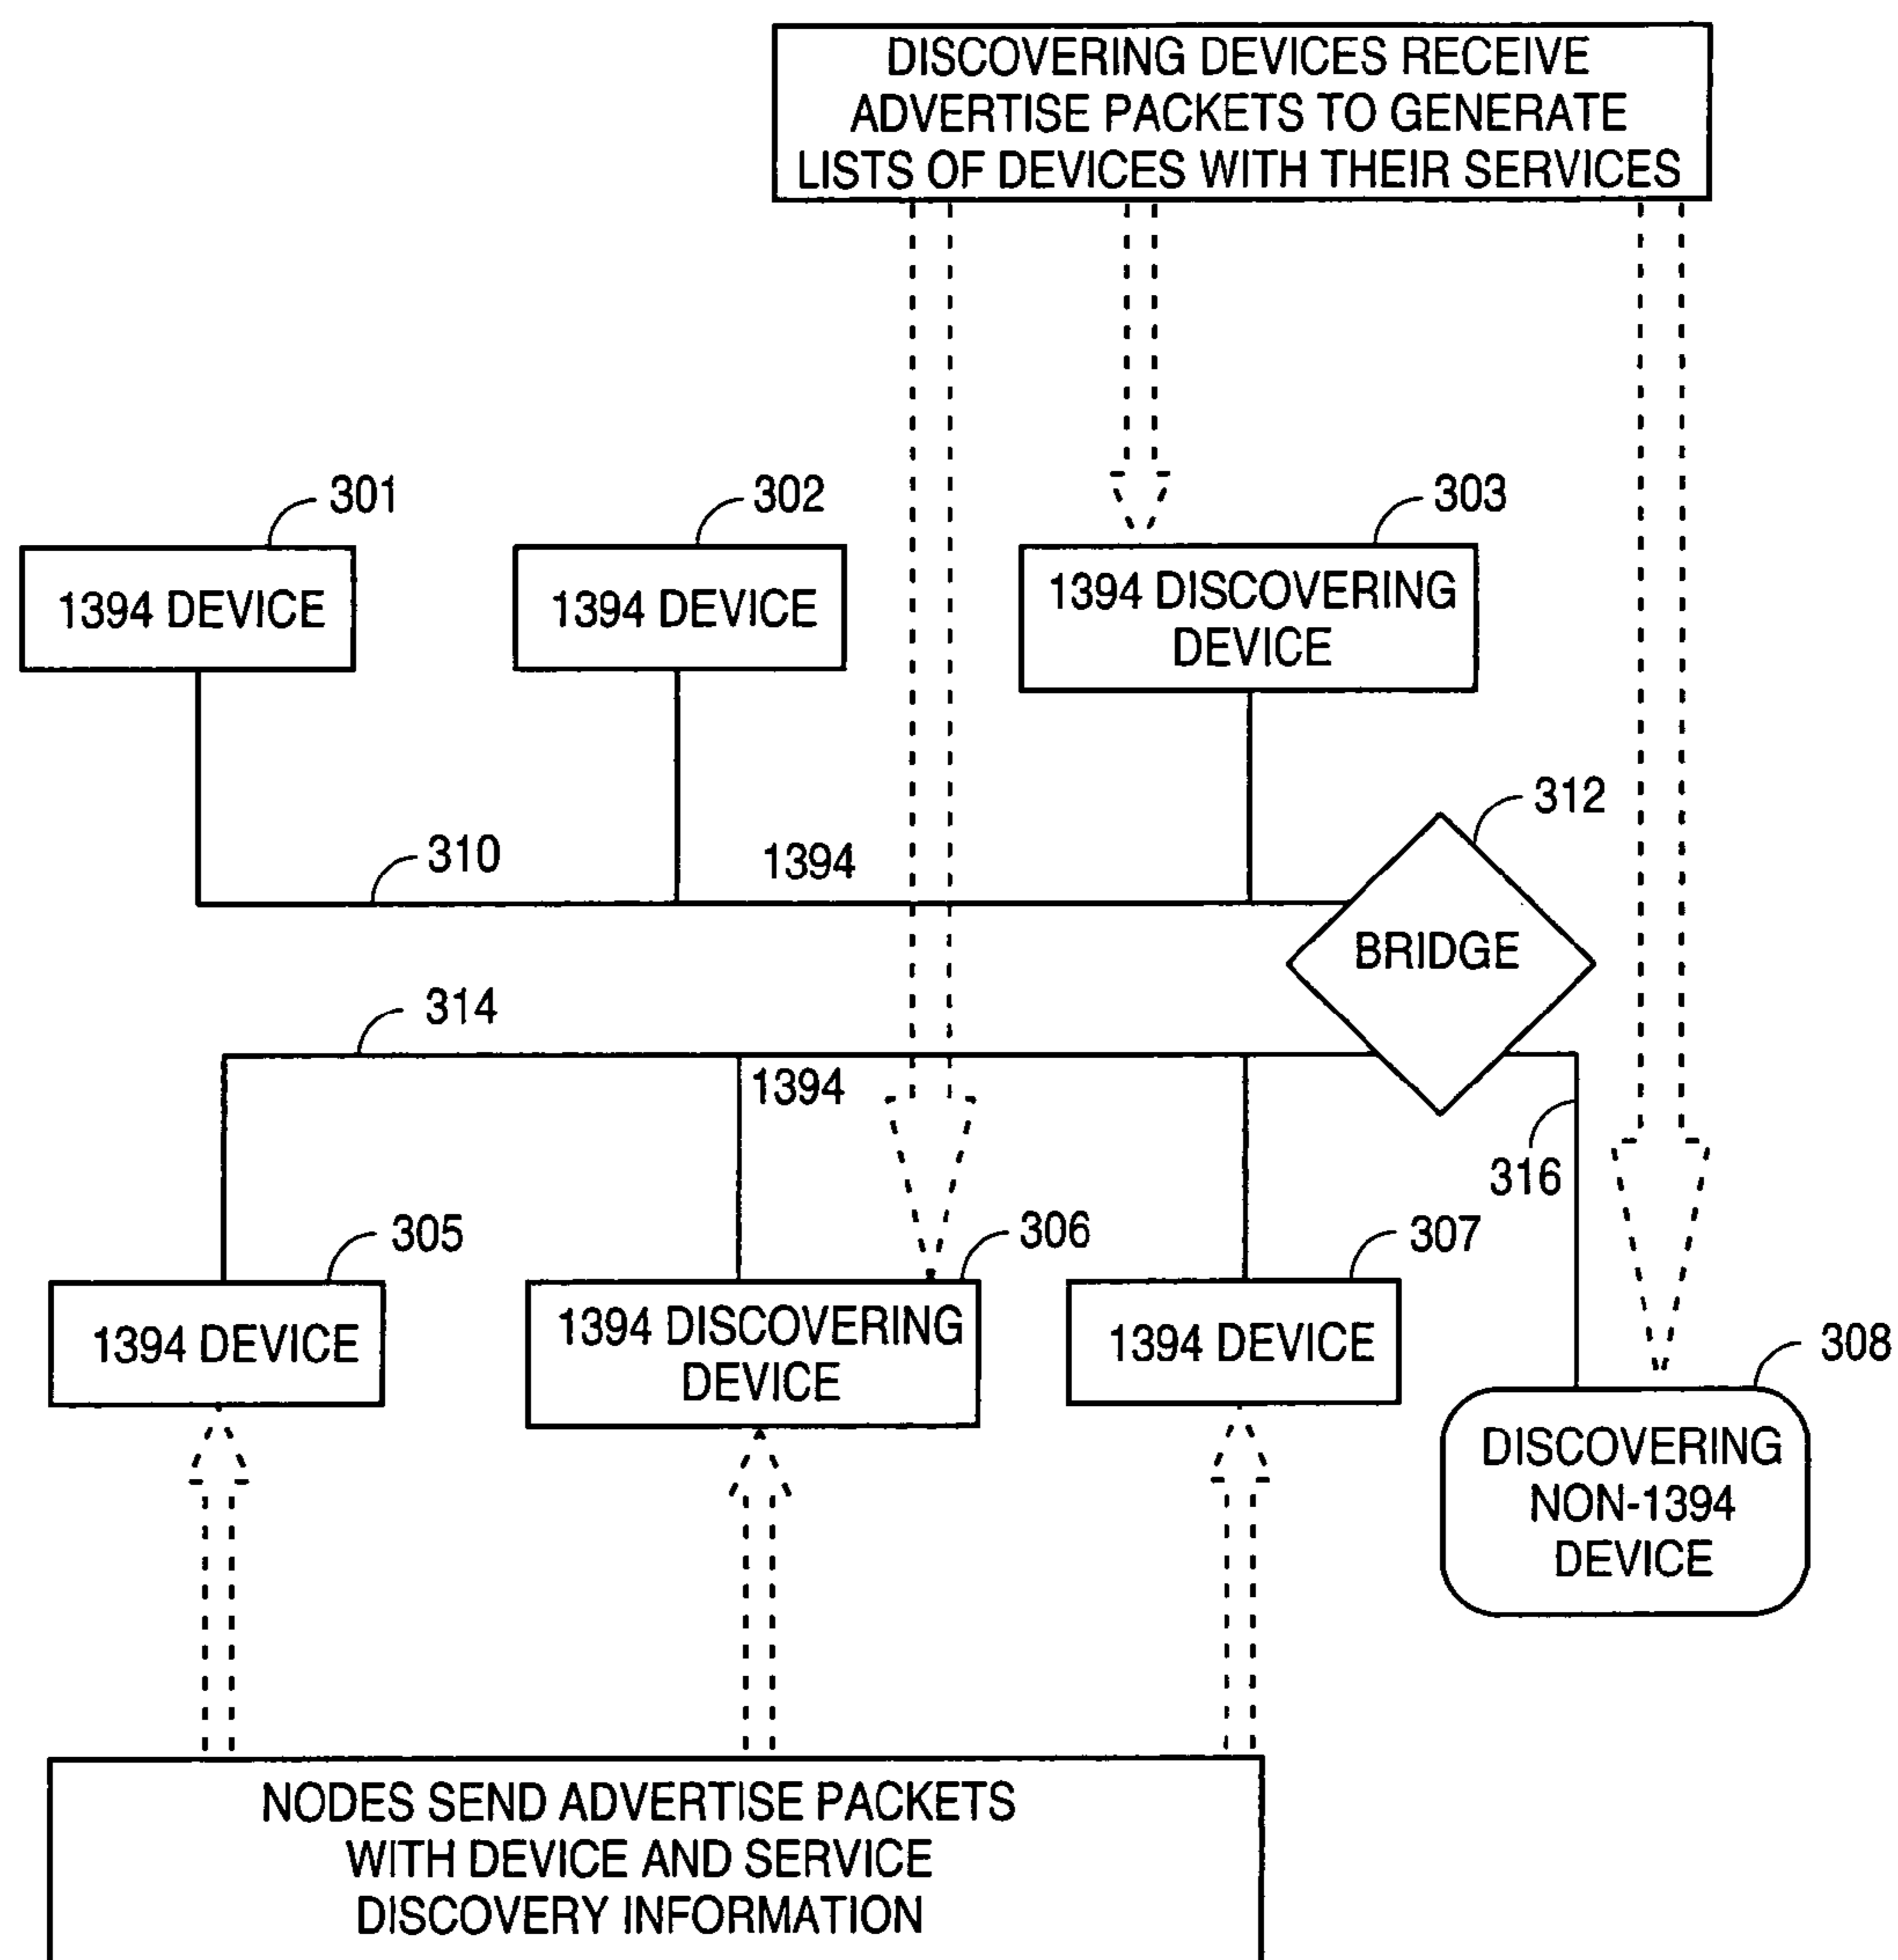 DISCOVERING DEVICES RECEIVE
ADVERTISE PACKETS TO GENERATE
LISTS OF DEVICES WITH THEIR SERVICES
301
302
303
1394 DEVICE
1394 DEVICE
1394 DISCOVERING
DEVICE
312
310
1394
BRIDGE
314
1394
316
305
306
307
308
1394 DEVICE
1394 DISCOVERING
DEVICE
1394 DEVICE
DISCOVERING
NON-1394
DEVICE
NODES SEND ADVERTISE PACKETS
WITH DEVICE AND SERVICE
DISCOVERY INFORMATION